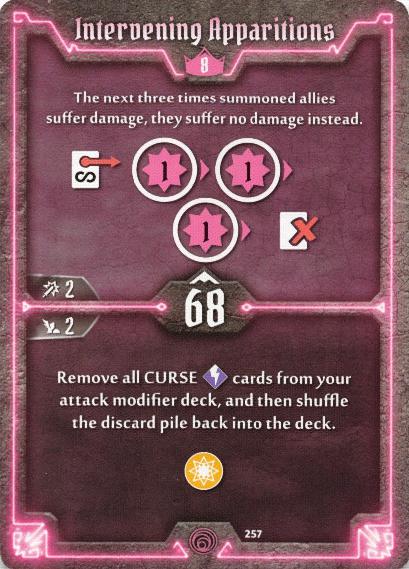 Intervening Apparitions
8
The next three times summoned allies
suffer damage, they suffer no damage instead.
S
1
1
1
2
68
2
Remove all CURSE cards from your
attack modifier deck, and then shuffle
the discard pile back into the deck.
257